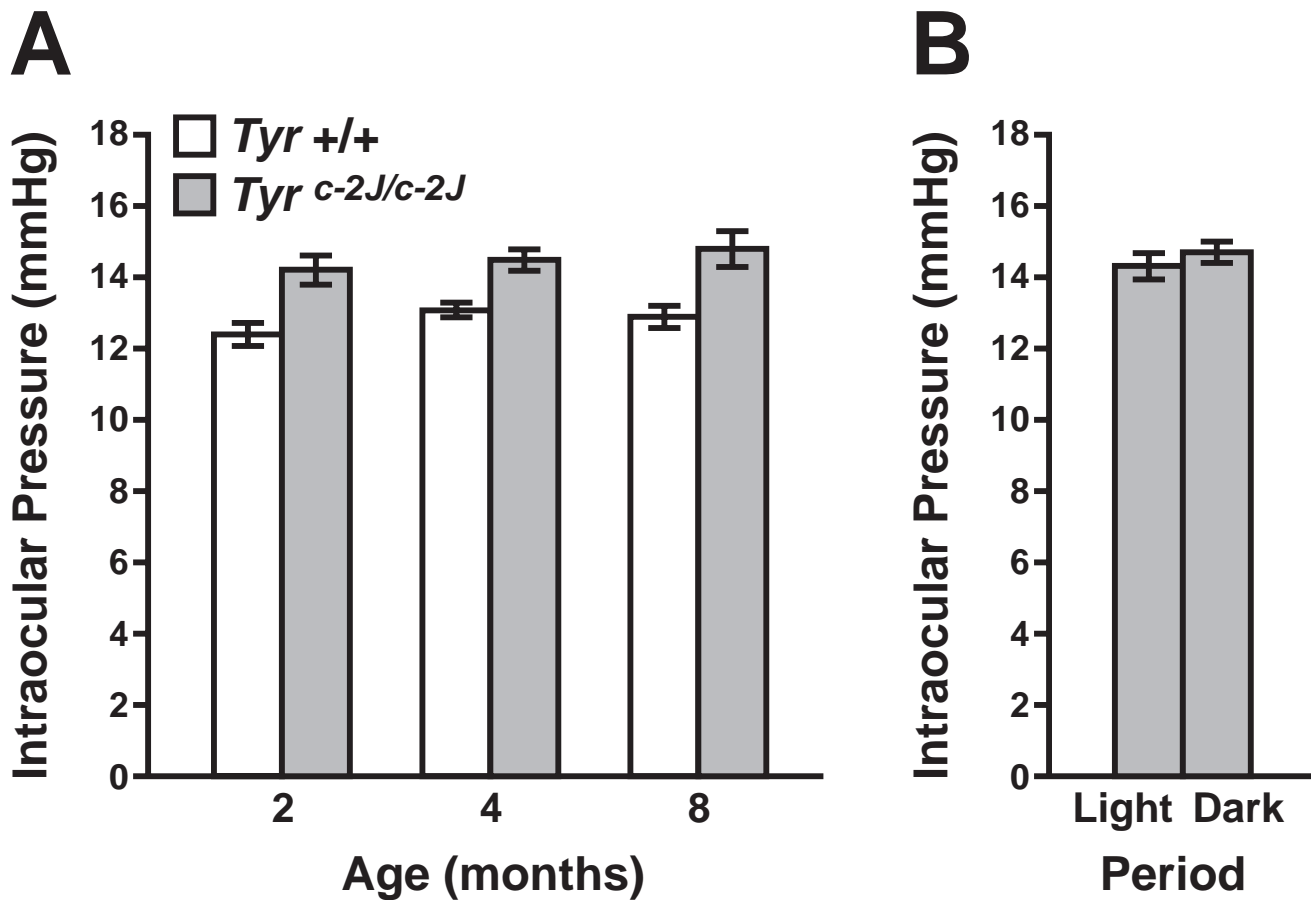 A
Intraocular Pressure (mmHg)
18
16
14
12
10
8
6
4
2
0
Tyr +/+
Tyr c-2J/c-2J
2 4 8
Age (months)
B
Intraocular Pressure (mmHg)
18
16
14
12
10
8
6
4
2
0
Light Dark
Period